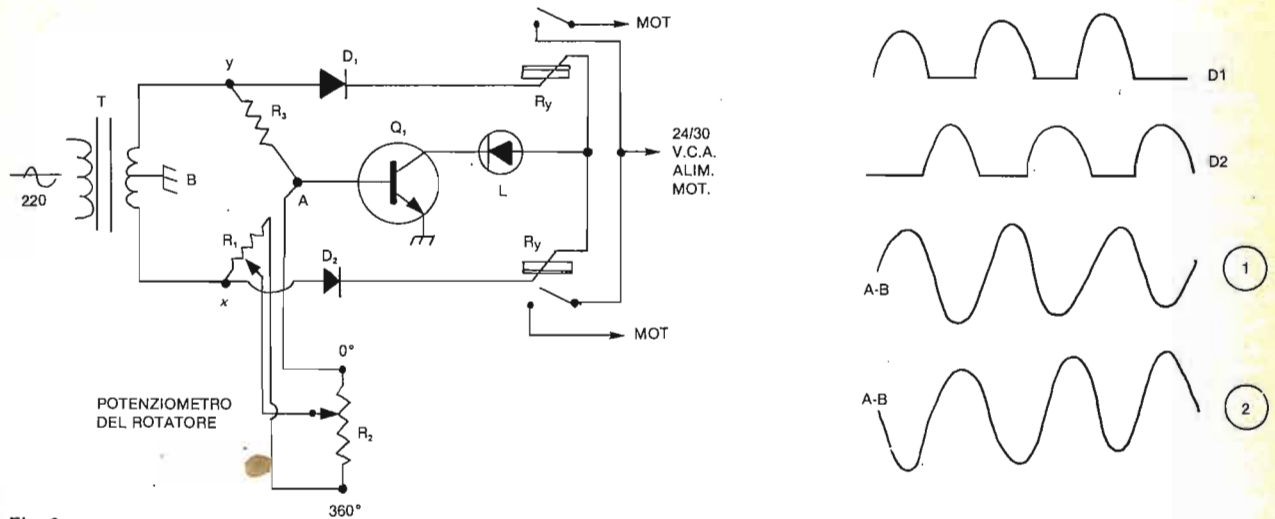 MOT
D1
y
D₁
T
R₃
Ry
Q₁
24/30
V.C.A.
ALIM.
MOT.
D2
B
220
A
L
R₁
D₂
Ry
x
A-B
1
MOT
0°
POTENZIOMETRO
DEL ROTATORE
R₂
A-B
2
360°